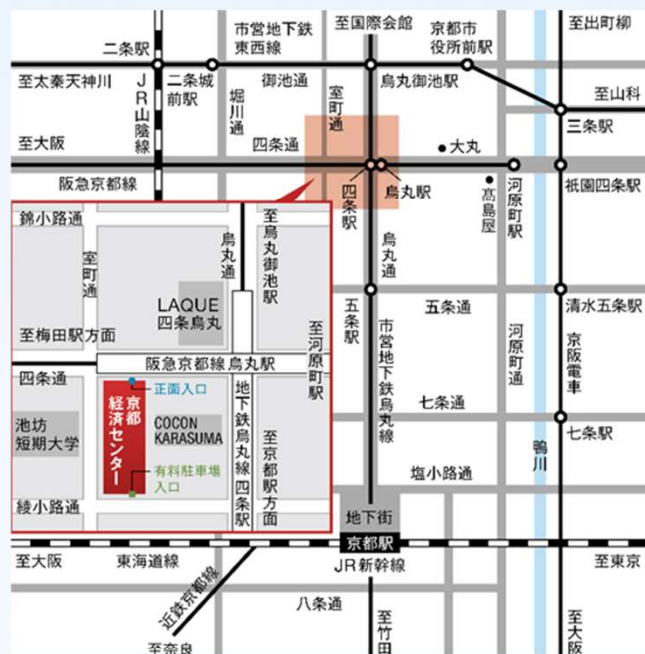 市営地下鉄
東西線
至国際会館
京都市
役所前駅
至出町柳
二条駅
至太秦天神川
JR山陰線
二条城
前駅
御池通
烏丸御池駅
室町通
堀川通
至山科
三条駅
至大阪
四条通
大丸
阪急京都線
四条駅
烏丸駅
髙島屋
河原町駅
祇園四条駅
烏丸通
五条駅
五条通
清水五条駅
市営地下鉄烏丸線
河原町通
京阪電車
七条通
七条駅
鴨川
塩小路通
地下街
京都駅
至大阪
東海道線
JR新幹線
至東京
近鉄京都線
八条通
至奈良
至竹田
至大阪
錦小路通
室町通
烏丸通
至烏丸御池駅
LAQUE
四条烏丸
至梅田駅方面
至河原町駅
阪急京都線烏丸駅
四条通
正面入口
京都
経済センター
池坊
短期大学
COCON
KARASUMA
有料駐車場
入口
地下鉄烏丸線四条駅
至京都駅方面
綾小路通